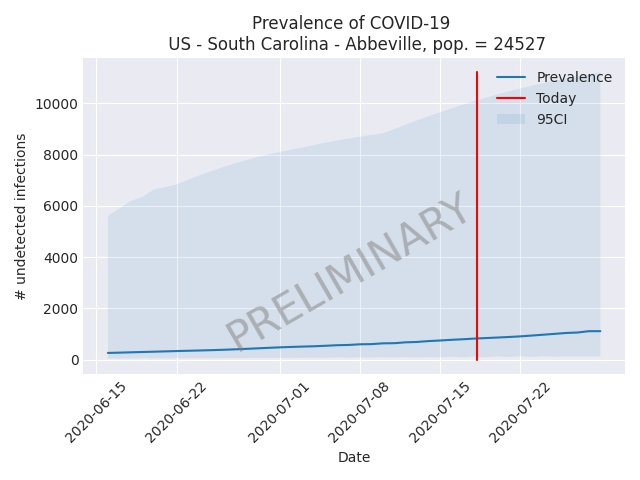 Prevalence of COVID-19
US - South Carolina - Abbeville, pop. = 24527
# undetected infections
10000
8000
6000
4000
2000
0
Prevalence
Today
95CI
PRELIMINARY
2020-06-15
2020-06-22
2020-07-01
2020-07-08
2020-07-15
2020-07-22
Date